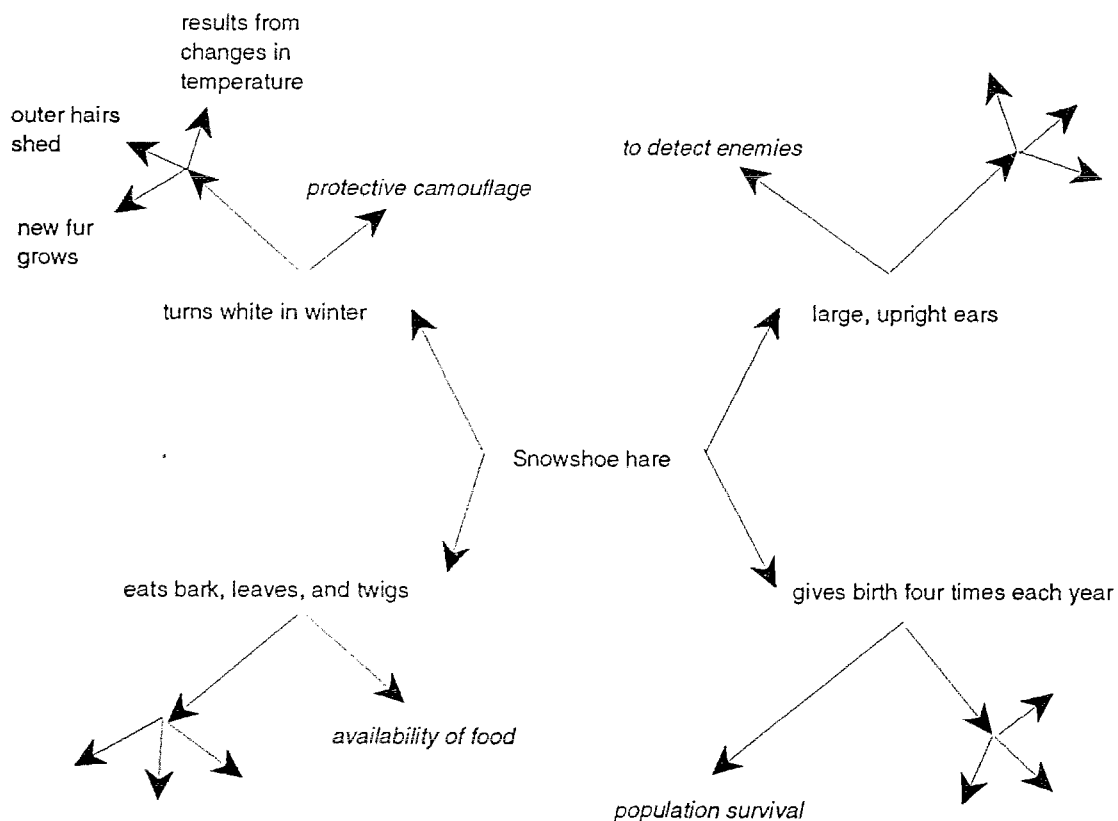 results from
changes in
temperature
outer hairs
shed
new fur
grows
protective camouflage
turns white in winter
to detect enemies
large, upright ears
Snowshoe hare
eats bark, leaves, and twigs
availability of food
gives birth four times each year
population survival